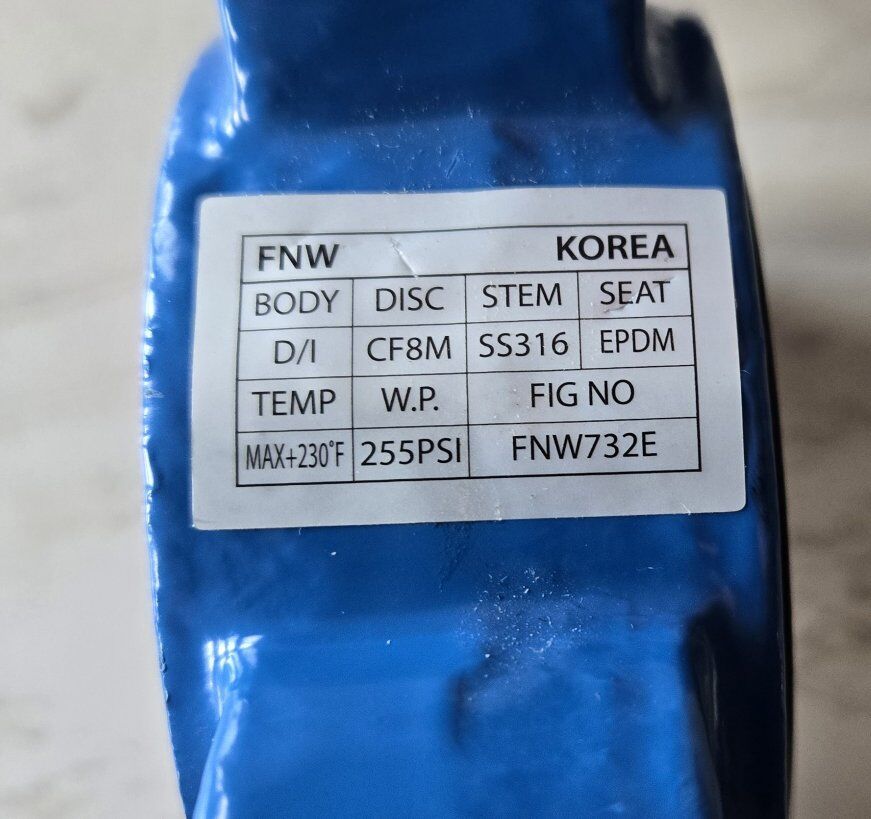 FNW KOREA
BODY DISC STEM SEAT
D/I CF8M SS316 EPDM
TEMP W.P. FIG NO
MAX+230°F 255PSI FNW732E